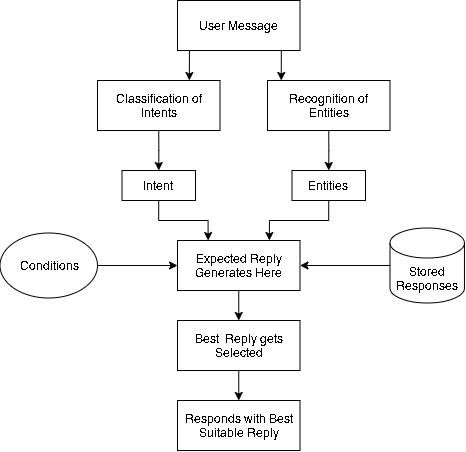 User Message
Classification of
Intents
Recognition of
Entities
Intent
Entities
Conditions
Expected Reply
Generates Here
Stored
Responses
Best Reply gets
Selected
Responds with Best
Suitable Reply